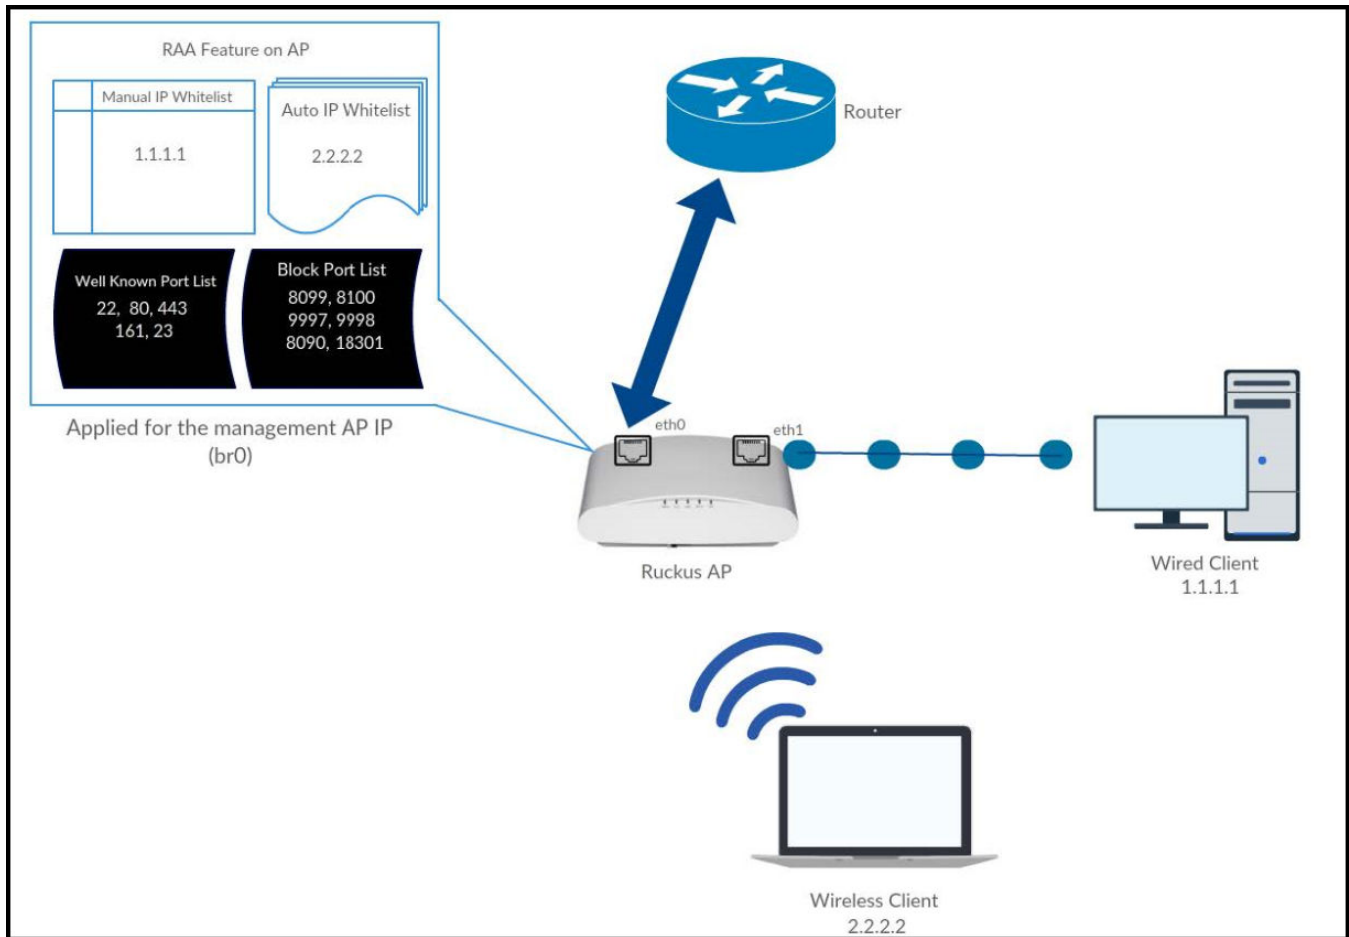 RAA Feature on AP
Manual IP Whitelist
1.1.1.1
Auto IP Whitelist
2.2.2.2
Well Known Port List
22, 80, 443
161, 23
Block Port List
8099, 8100
9997, 9998
8090, 18301
Applied for the management AP IP
(br0)
Router
eth0
eth1
Ruckus AP
Wired Client
1.1.1.1
Wireless Client
2.2.2.2